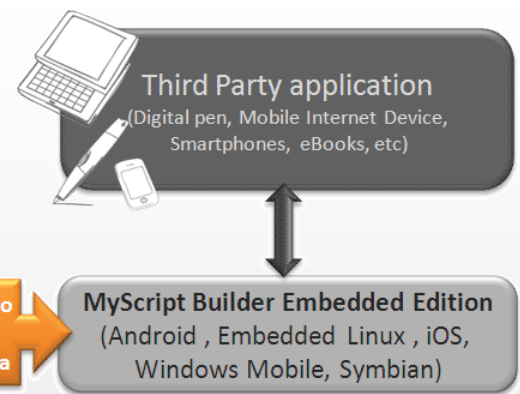 Third Party application
(Digital pen, Mobile Internet Device,
Smartphones, eBooks, etc)
MyScript Builder Embedded Edition
(Android , Embedded Linux , iOS,
Windows Mobile, Symbian)